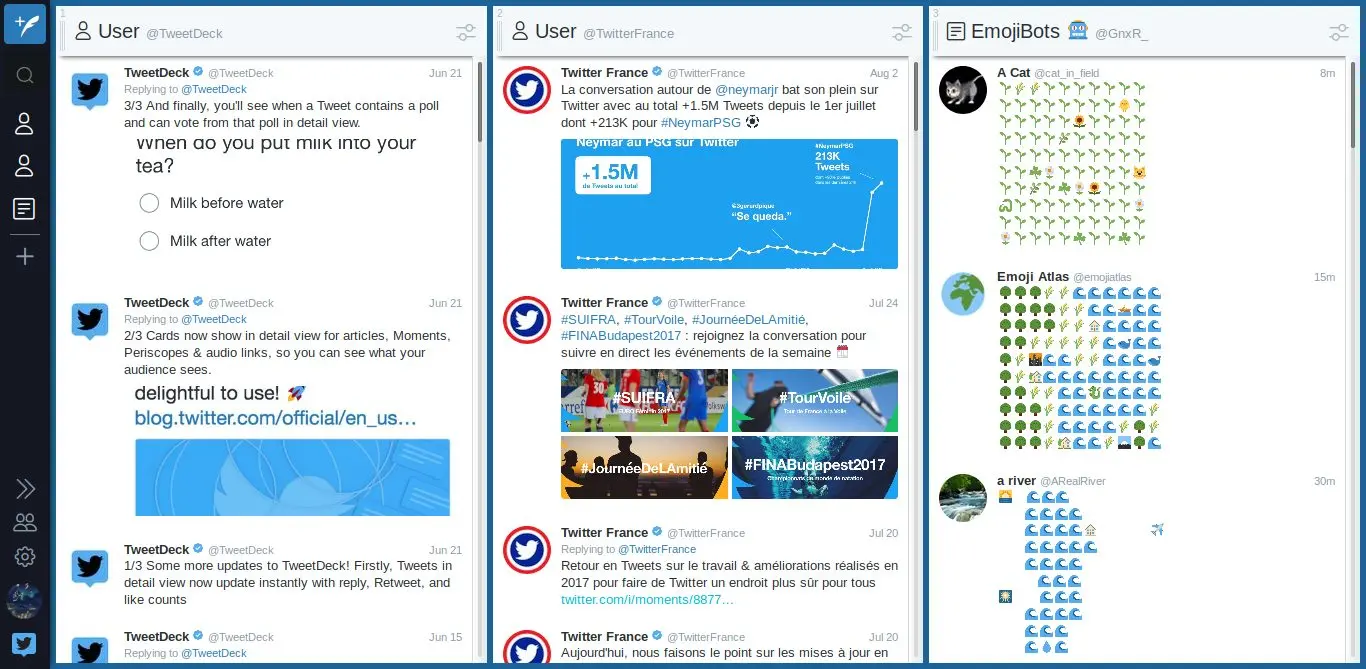 1
User @TweetDeck
TweetDeck @TweetDeck Jun 21
Replying to @TweetDeck
3/3 And finally, you'll see when a Tweet contains a poll
and can vote from that poll in detail view.
When do you put milk into your
tea?
Milk before water
Milk after water
TweetDeck @TweetDeck Jun 21
Replying to @TweetDeck
2/3 Cards now show in detail view for articles, Moments,
Periscopes & audio links, so you can see what your
audience sees.
delightful to use! 🚀
blog.twitter.com/official/en_us…
TweetDeck @TweetDeck Jun 21
1/3 Some more updates to TweetDeck! Firstly, Tweets in
detail view now update instantly with reply, Retweet, and
like counts
TweetDeck @TweetDeck Jun 15
Replying to @TweetDeck
2
User @TwitterFrance
Twitter France @TwitterFrance Aug 2
La conversation autour de @neymarjr bat son plein sur
Twitter avec au total +1.5M Tweets depuis le 1er juillet
dont +213K pour #NeymarPSG ⚽
Neymar au PSG sur Twitter
+1.5M
de Tweets au total
#NeymarPSG
213K
Tweets
@3gerardpique
“Se queda.”
Twitter France @TwitterFrance Jul 24
#SUIFRA, #TourVoile, #JournéeDeLAmitié,
#FINABudapest2017 : rejoignez la conversation pour
suivre en direct les événements de la semaine 📅
30
#SUIFRA
EURO Féminin 2017
#TourVoile
Tour de France à la Voile
#JournéeDeLAmitié
#FINABudapest2017
Championnats du monde de natation
Twitter France @TwitterFrance Jul 20
Replying to @TwitterFrance
Retour en Tweets sur le travail & améliorations réalisés en
2017 pour faire de Twitter un endroit plus sûr pour tous
twitter.com/i/moments/8877…
Twitter France @TwitterFrance Jul 20
Aujourd'hui, nous faisons le point sur les mises à jour en
3
EmojiBots 🤖 @GnxR_
A Cat @cat_in_field 8m
Emoji Atlas @emojiatlas 15m
a river @ARealRiver 30m